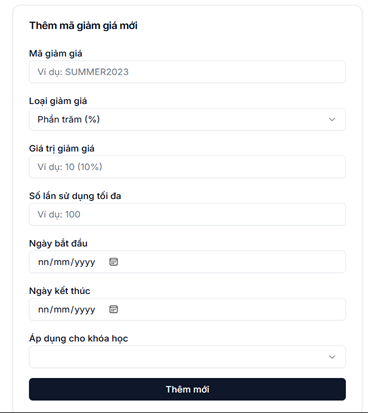 Thêm mã giảm giá mới
Mã giảm giá
Ví dụ: SUMMER2023
Loại giảm giá
Phần trăm (%)
Giá trị giảm giá
Ví dụ: 10 (10%)
Số lần sử dụng tối đa
Ví dụ: 100
Ngày bắt đầu
nn/mm/yyyy
Ngày kết thúc
nn/mm/yyyy
Áp dụng cho khóa học
Thêm mới